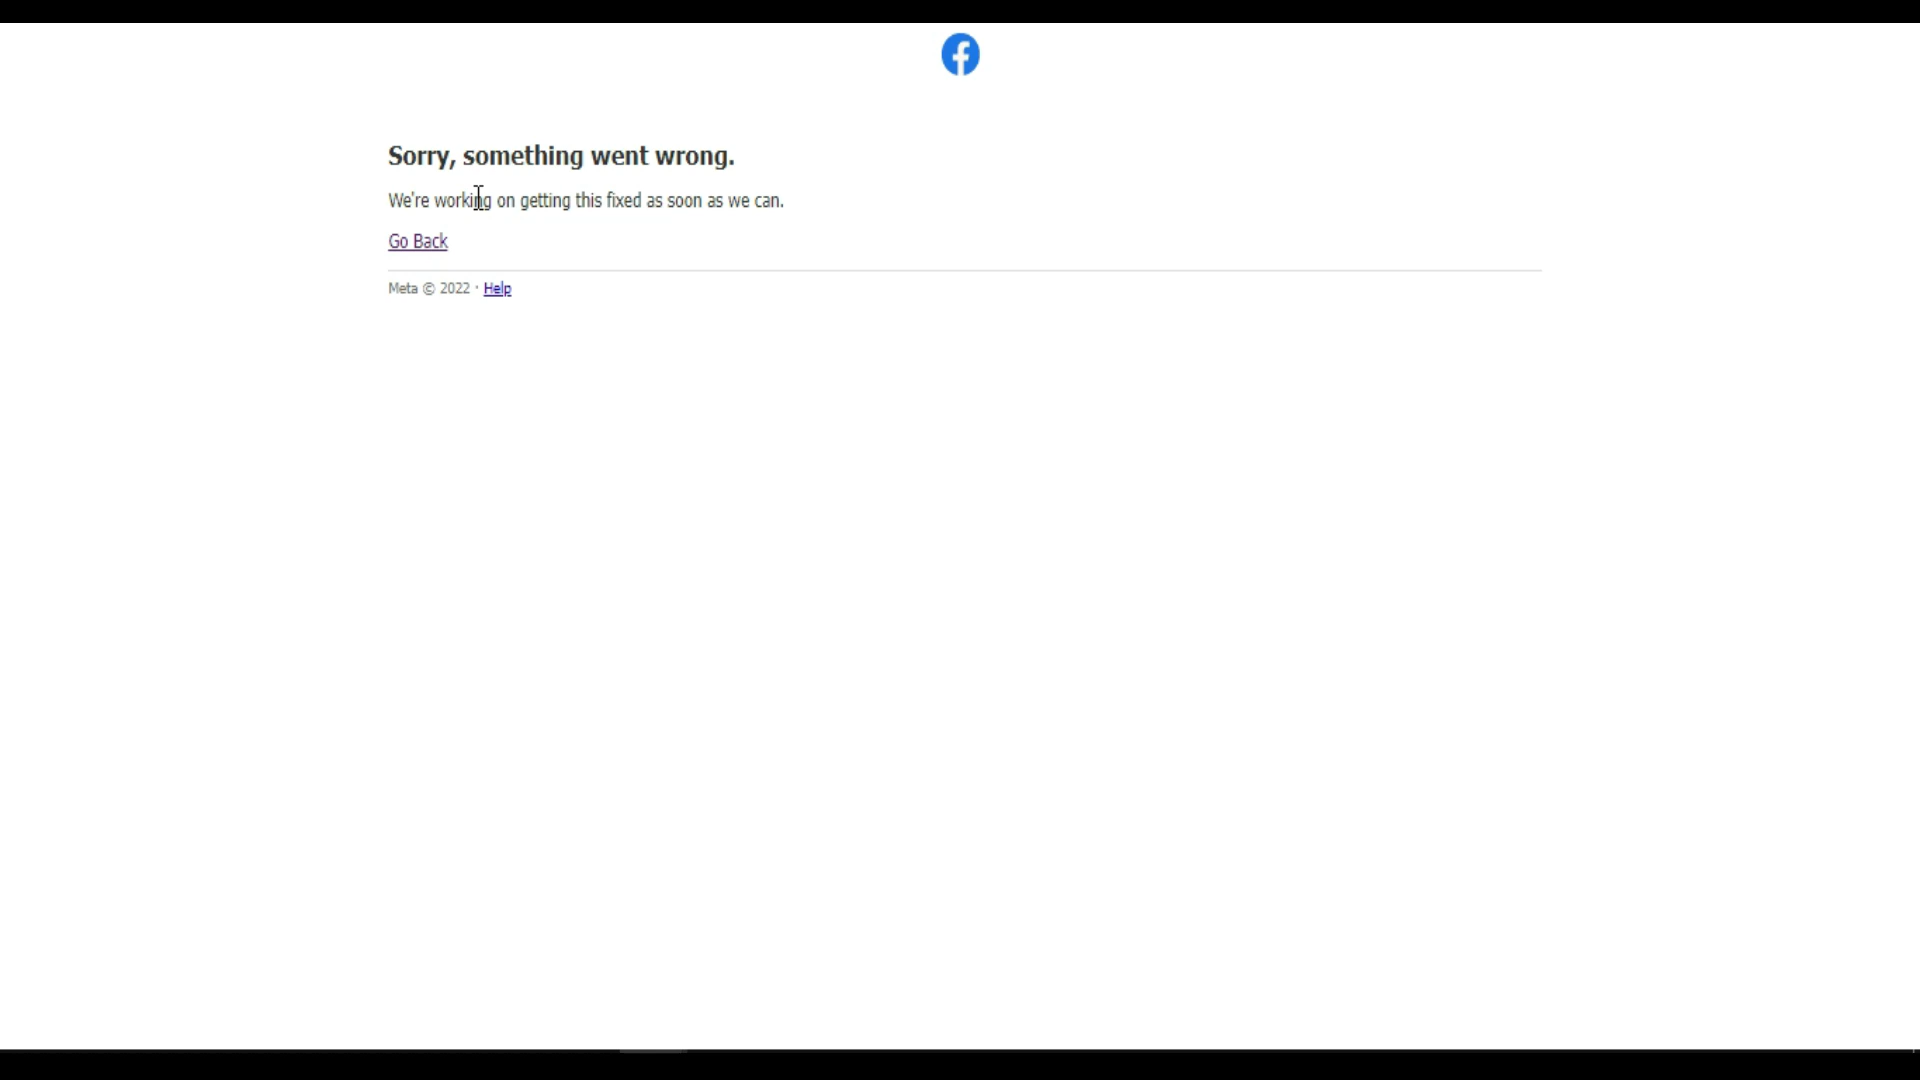 Sorry, something went wrong.
We're working on getting this fixed as soon as we can.
Go Back
Meta © 2022 · Help